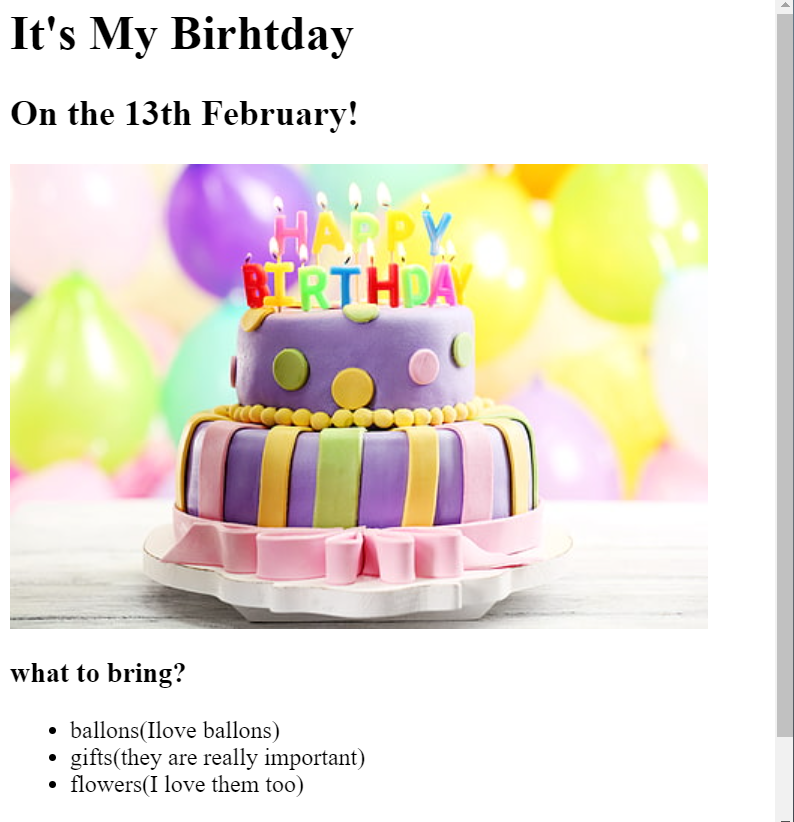 It's My Birhtday
On the 13th February!
HAPPY
BIRTHDAY
what to bring?
ballons(Ilove ballons)
gifts(they are really important)
flowers(I love them too)